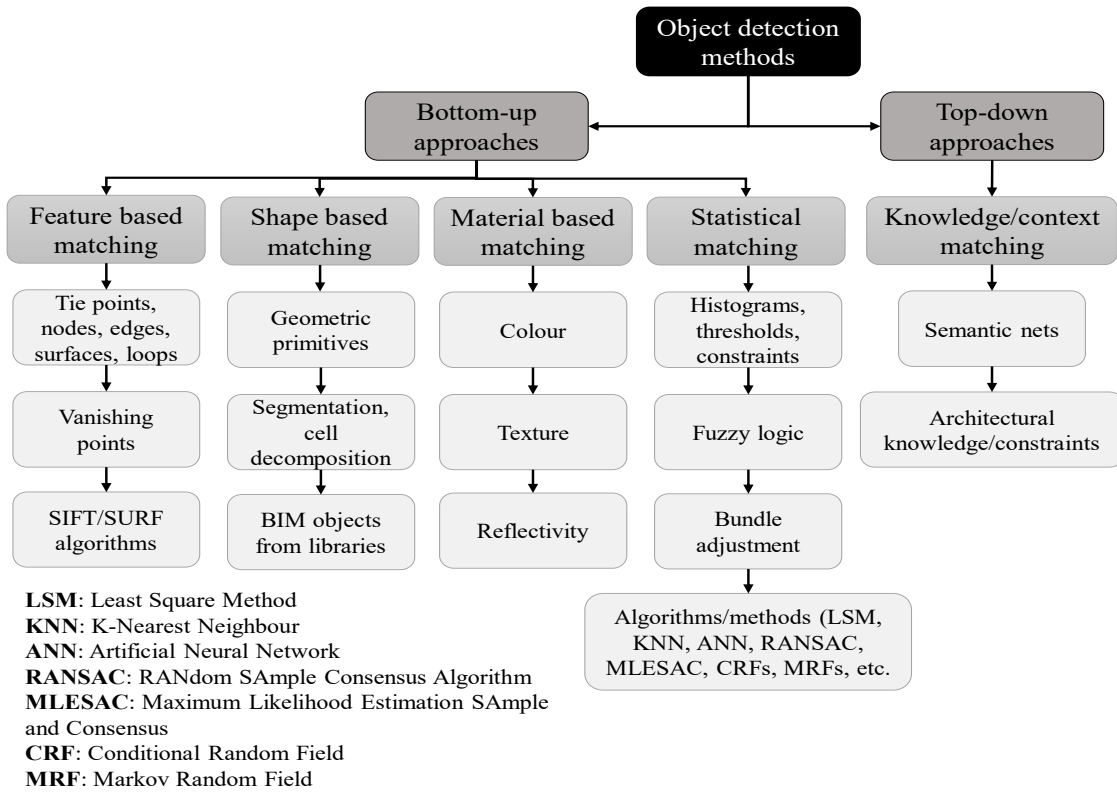 Object detection
methods
Bottom-up
approaches
Top-down
approaches
Feature based
matching
Shape based
matching
Material based
matching
Statistical
matching
Knowledge/context
matching
Tie points,
nodes, edges,
surfaces, loops
Geometric
primitives
Colour
Histograms,
thresholds,
constraints
Semantic nets
Vanishing
points
Segmentation,
cell
decomposition
Texture
Fuzzy logic
Architectural
knowledge/constraints
SIFT/SURF
algorithms
BIM objects
from libraries
Reflectivity
Bundle
adjustment
Algorithms/methods (LSM,
KNN, ANN, RANSAC,
MLESAC, CRFs, MRFs, etc.
LSM: Least Square Method
KNN: K-Nearest Neighbour
ANN: Artificial Neural Network
RANSAC: RANdom SAmple Consensus Algorithm
MLESAC: Maximum Likelihood Estimation SAmple
and Consensus
CRF: Conditional Random Field
MRF: Markov Random Field